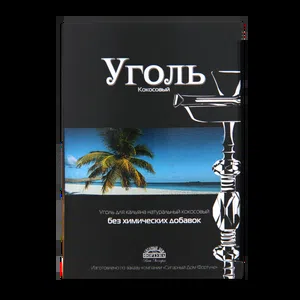 Уголь
Кокосовый
Уголь для кальяна натуральный кокосовый
без химических добавок
Изготовлено по заказу компании «Сигарный Дом Фортуна»